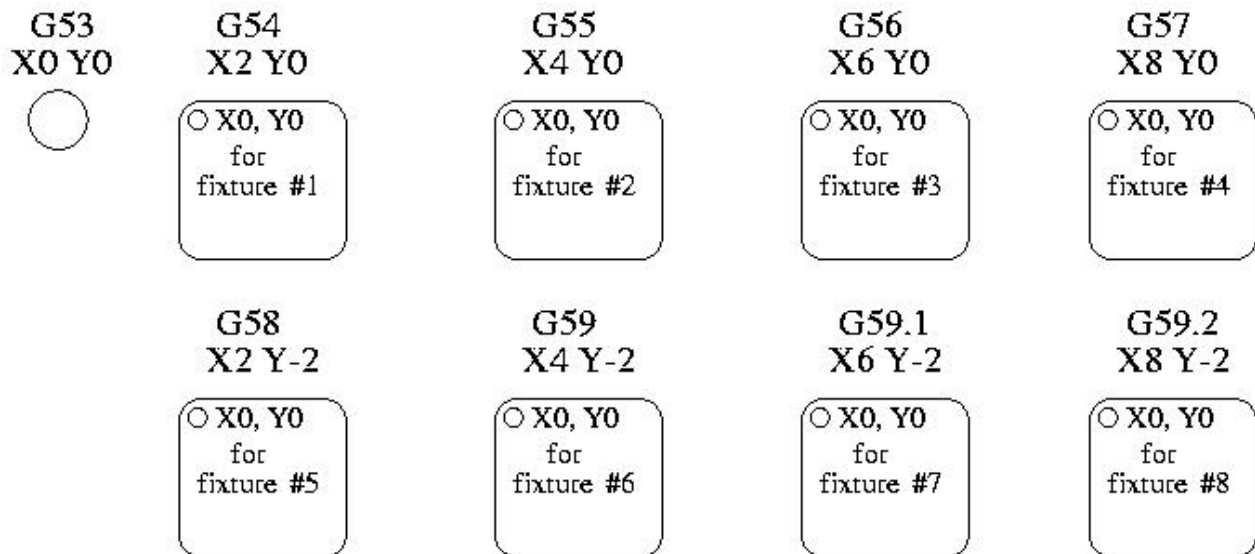 G53 G54 G55 G56 G57
X0 Y0 X2 Y0 X4 Y0 X6 Y0 X8 Y0
X0, Y0 X0, Y0 X0, Y0 X0, Y0
for for for for
fixture #1 fixture #2 fixture #3 fixture #4
G58 G59 G59.1 G59.2
X2 Y-2 X4 Y-2 X6 Y-2 X8 Y-2
X0, Y0 X0, Y0 X0, Y0 X0, Y0
for for for for
fixture #5 fixture #6 fixture #7 fixture #8